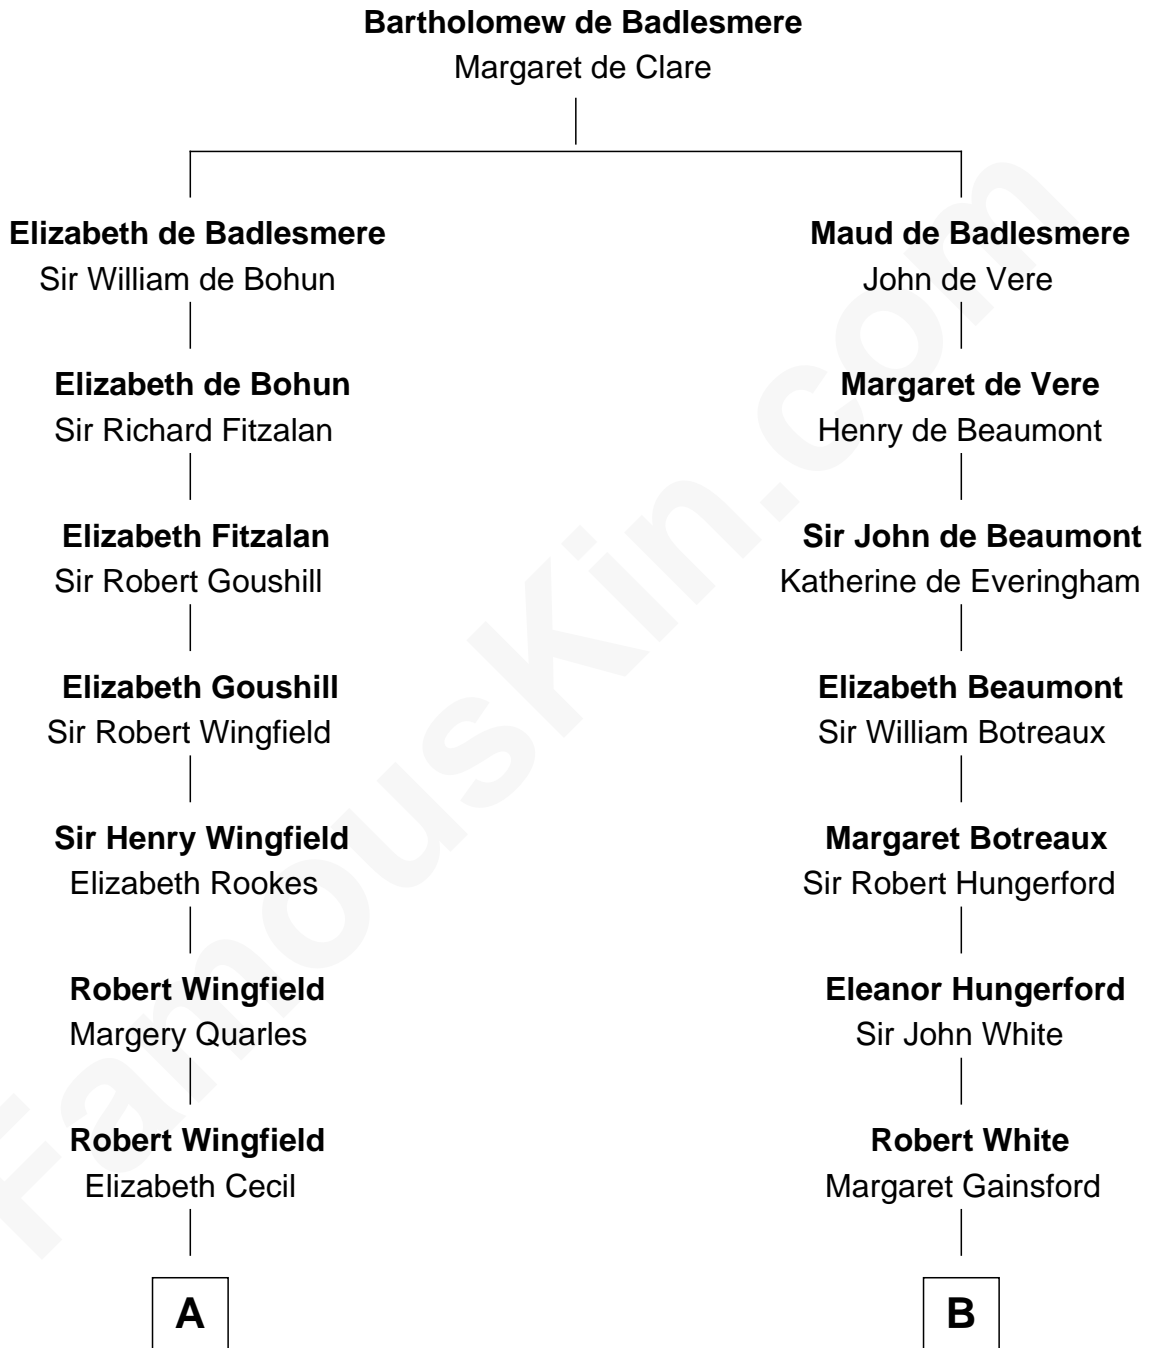 Bartholomew de Badlesmere
Margaret de Clare
Elizabeth de Badlesmere
Sir William de Bohun
Maud de Badlesmere
John de Vere
Elizabeth de Bohun
Sir Richard Fitzalan
Margaret de Vere
Henry de Beaumont
Elizabeth Fitzalan
Sir Robert Goushill
Sir John de Beaumont
Katherine de Everingham
Elizabeth Goushill
Sir Robert Wingfield
Elizabeth Beaumont
Sir William Botreaux
Sir Henry Wingfield
Elizabeth Rookes
Margaret Botreaux
Sir Robert Hungerford
Robert Wingfield
Margery Quarles
Eleanor Hungerford
Sir John White
Robert Wingfield
Elizabeth Cecil
Robert White
Margaret Gainsford
A
B
FamousKin.com